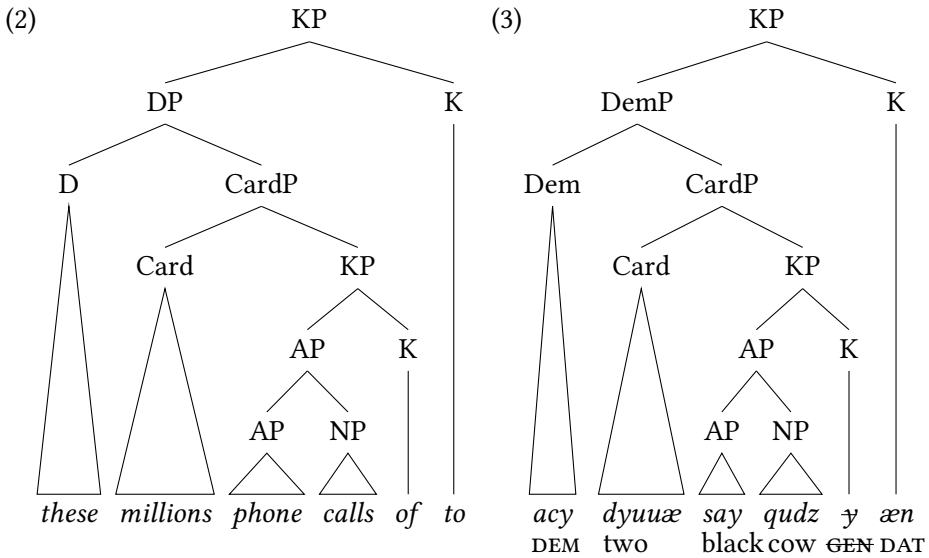 (2) KP (3) KP
DP K DemP K
D CardP Dem CardP
Card KP Card KP
AP K AP K
AP NP AP NP
these millions phone calls of to acy dyuuæ say qudz y æn
DEM two black cow GEN DAT